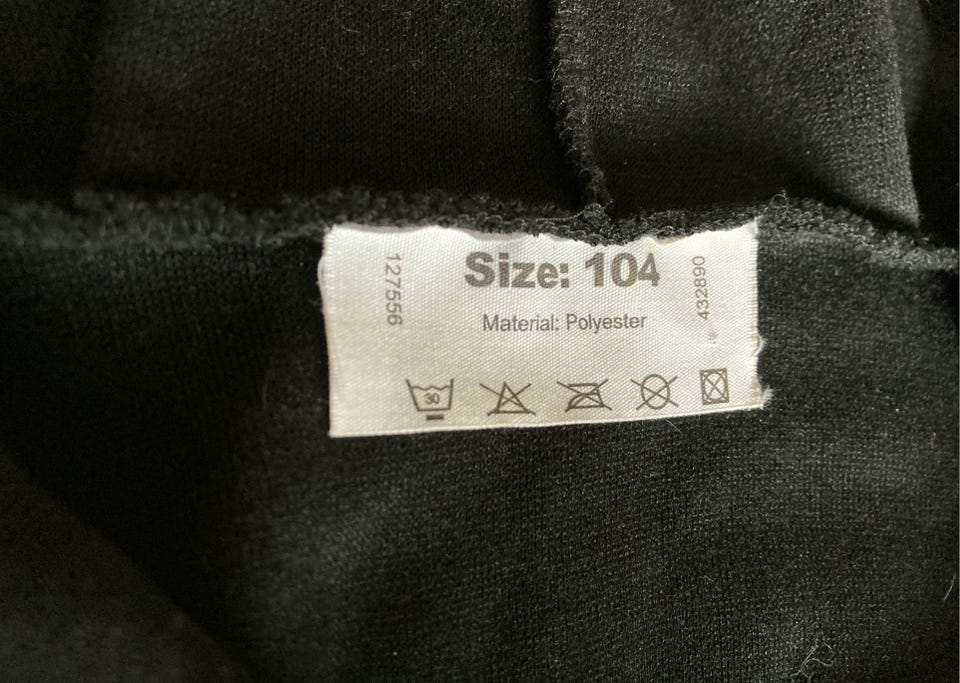 127556
Size: 104
432890
Material: Polyester
30